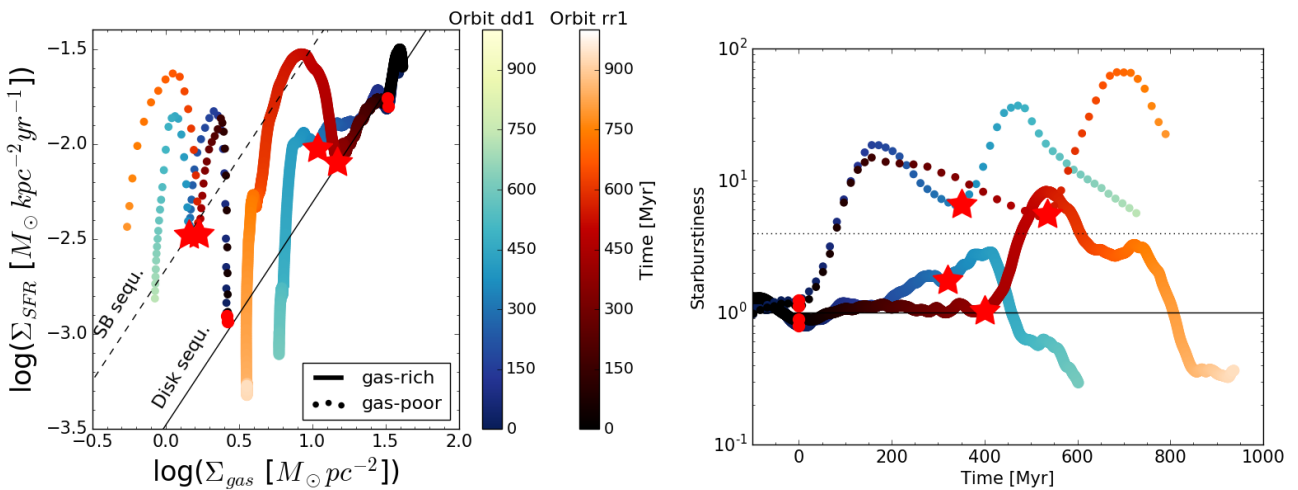 Orbit dd1 Orbit rr1
−1.5
−2.0
−2.5
−3.0
−3.5
log(Σ_SFR [M_⊙ kpc^−2 yr^−1])
−0.5 0.0 0.5 1.0 1.5 2.0
log(Σ_gas [M_⊙ pc^−2])
SB sequ.
Disk sequ.
gas-rich
gas-poor
900
750
600
450
300
150
0
900
750
600
450
300
150
0
Time [Myr]
10^2
10^1
10^0
10^-1
Starburstiness
0 200 400 600 800 1000
Time [Myr]